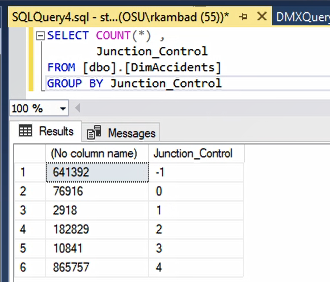 SQLQuery4.sql - st...(OSU\rkambad (55))*
DMXQuery
SELECT COUNT(*) ,
Junction_Control
FROM [dbo].[DimAccidents]
GROUP BY Junction_Control
100 %
Results Messages
(No column name) Junction_Control
1 641392 -1
2 76916 0
3 2918 1
4 182829 2
5 10841 3
6 865757 4